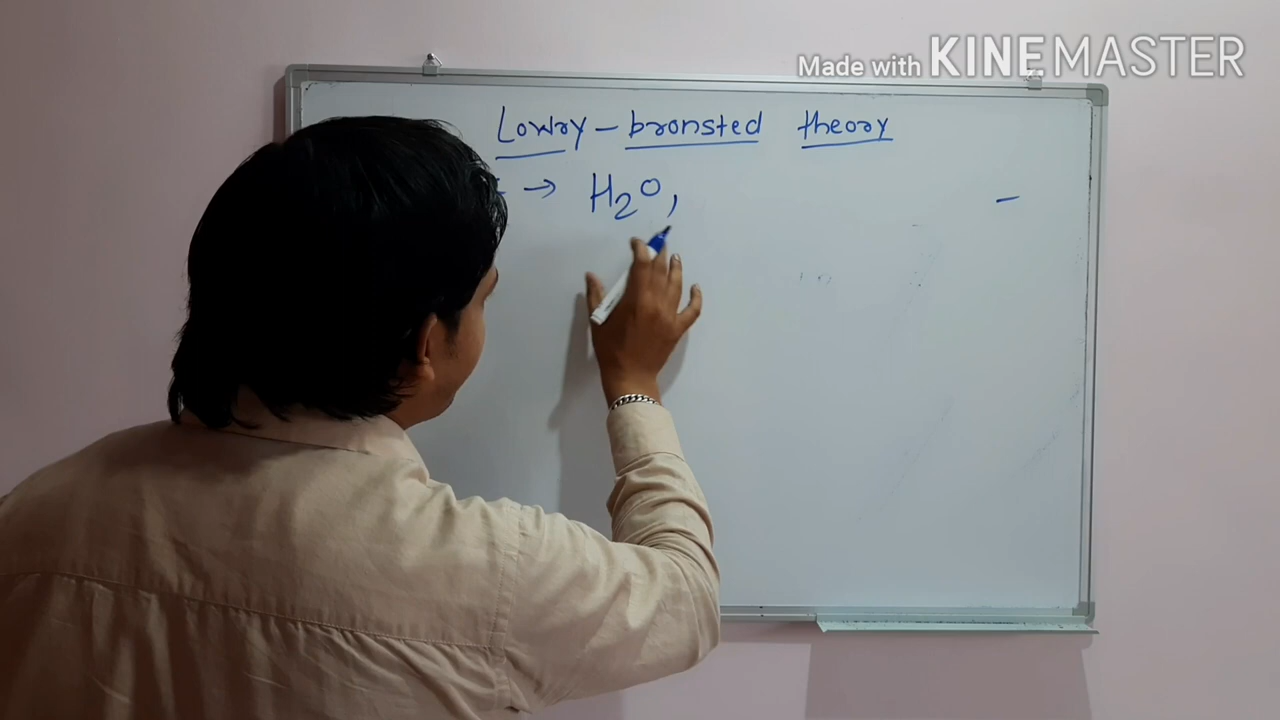 Made with KINEMASTER
Lowry - bronsted theory
→ H₂O,
-